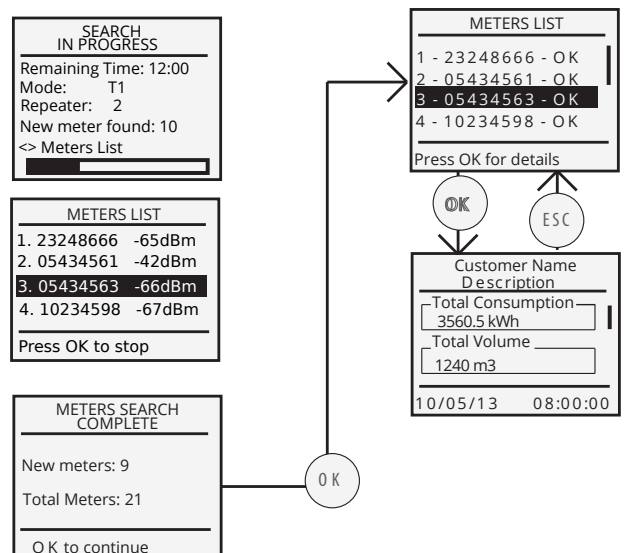 SEARCH
IN PROGRESS
Remaining Time: 12:00
Mode: T1
Repeater: 2
New meter found: 10
<> Meters List
METERS LIST
1. 23248666 -65dBm
2. 05434561 -42dBm
3. 05434563 -66dBm
4. 10234598 -67dBm
Press OK to stop
METERS SEARCH
COMPLETE
New meters: 9
Total Meters: 21
OK to continue
OK
METERS LIST
1 - 23248666 - OK
2 - 05434561 - OK
3 - 05434563 - OK
4 - 10234598 - OK
Press OK for details
OK
ESC
Customer Name
Description
Total Consumption
3560.5 kWh
Total Volume
1240 m3
10/05/13 08:00:00